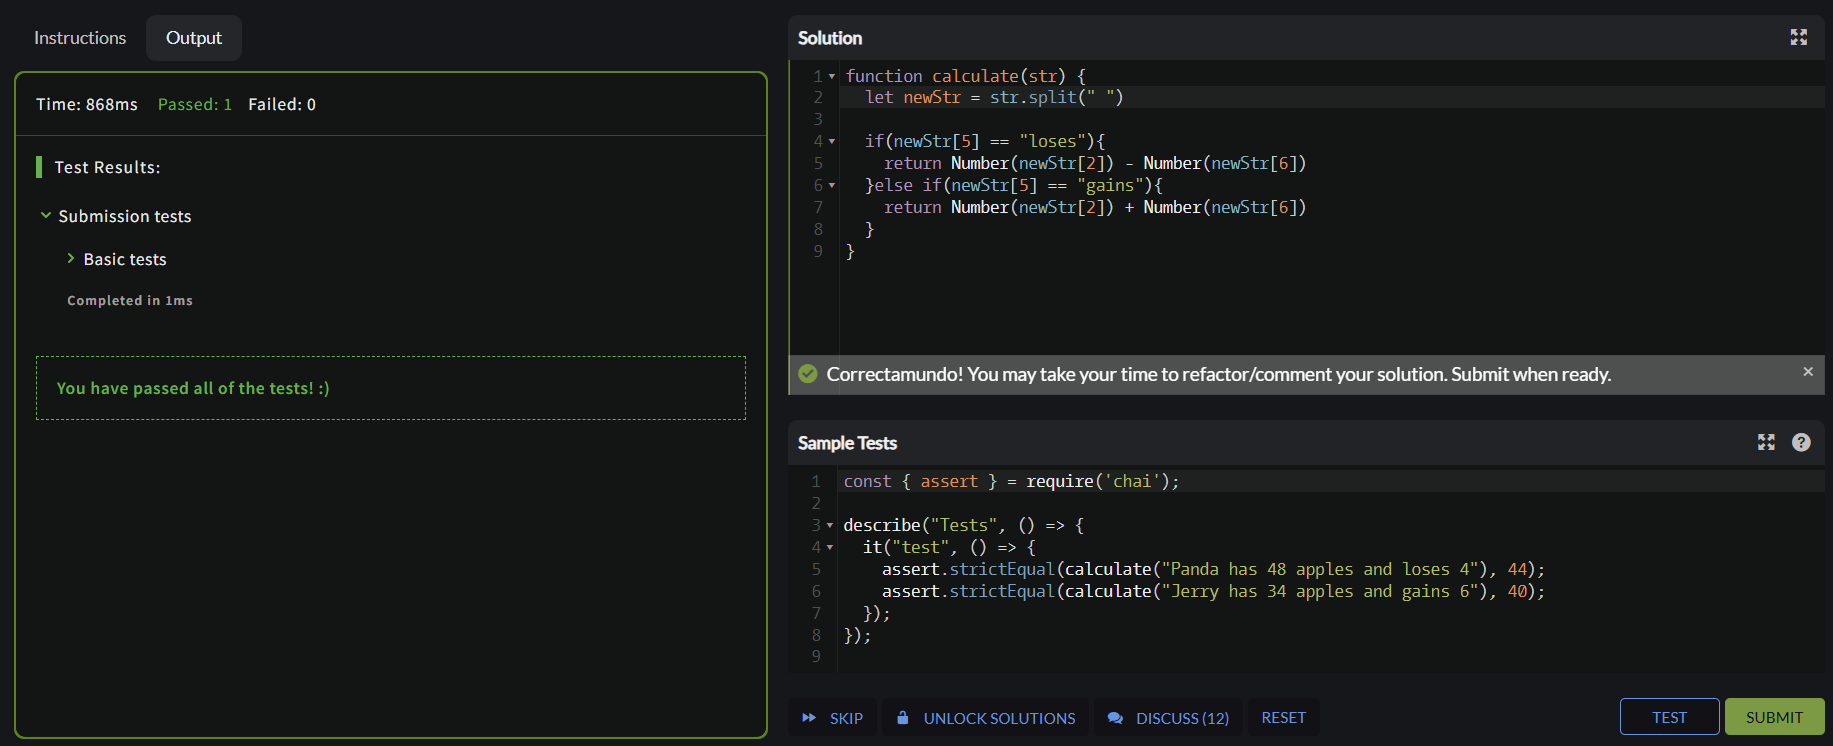 Instructions
Output
Time: 868ms Passed: 1 Failed: 0
Test Results:
Submission tests
Basic tests
Completed in 1ms
You have passed all of the tests! :)
Solution
1 function calculate(str) {
2   let newStr = str.split(" ")
3
4   if(newStr[5] == "loses"){
5     return Number(newStr[2]) - Number(newStr[6])
6   }else if(newStr[5] == "gains"){
7     return Number(newStr[2]) + Number(newStr[6])
8   }
9 }
Correctamundo! You may take your time to refactor/comment your solution. Submit when ready.
Sample Tests
1 const { assert } = require('chai');
2
3 describe("Tests", () => {
4   it("test", () => {
5     assert.strictEqual(calculate("Panda has 48 apples and loses 4"), 44);
6     assert.strictEqual(calculate("Jerry has 34 apples and gains 6"), 40);
7   });
8 });
9
SKIP
UNLOCK SOLUTIONS
DISCUSS (12)
RESET
TEST
SUBMIT